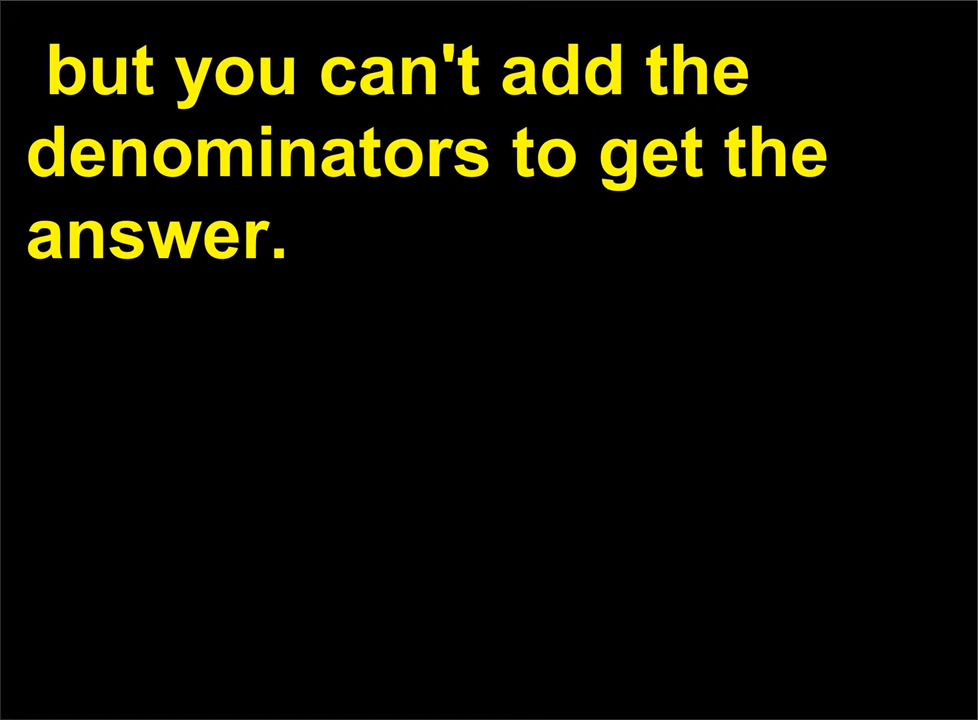 but you can't add the
denominators to get the
answer.